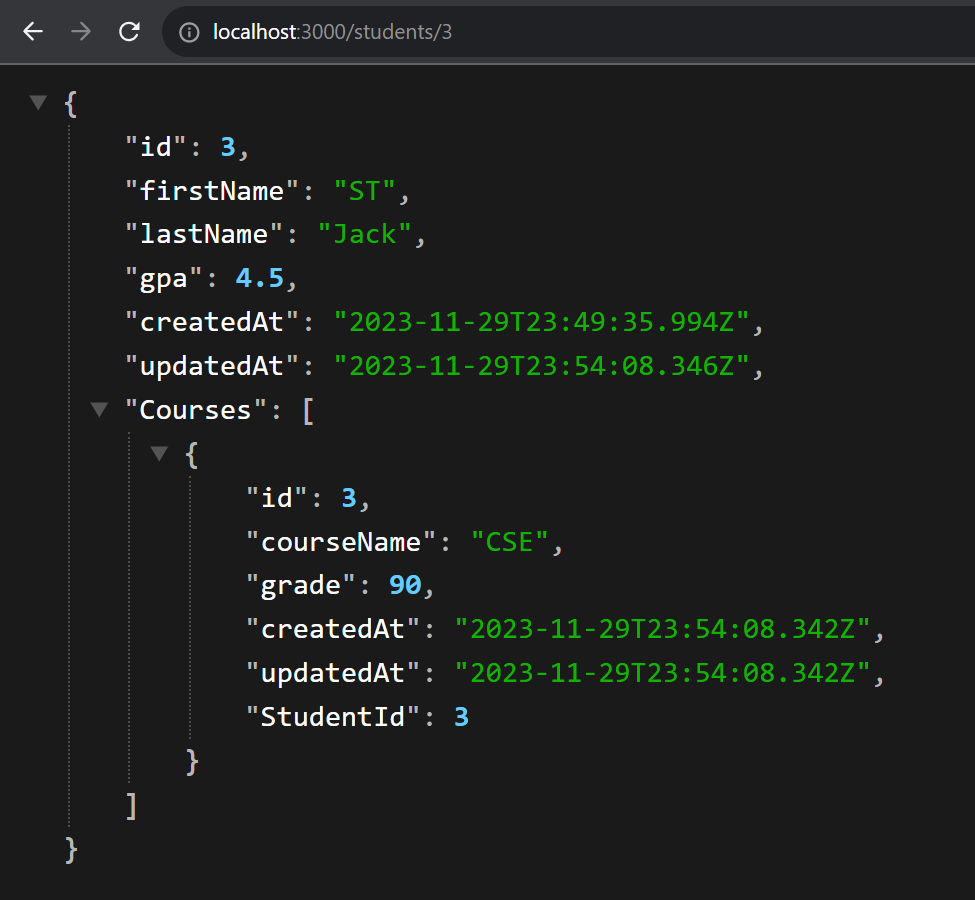 localhost:3000/students/3
{
"id": 3,
"firstName": "ST",
"lastName": "Jack",
"gpa": 4.5,
"createdAt": "2023-11-29T23:49:35.994Z",
"updatedAt": "2023-11-29T23:54:08.346Z",
"Courses": [
{
"id": 3,
"courseName": "CSE",
"grade": 90,
"createdAt": "2023-11-29T23:54:08.342Z",
"updatedAt": "2023-11-29T23:54:08.342Z",
"StudentId": 3
}
]
}